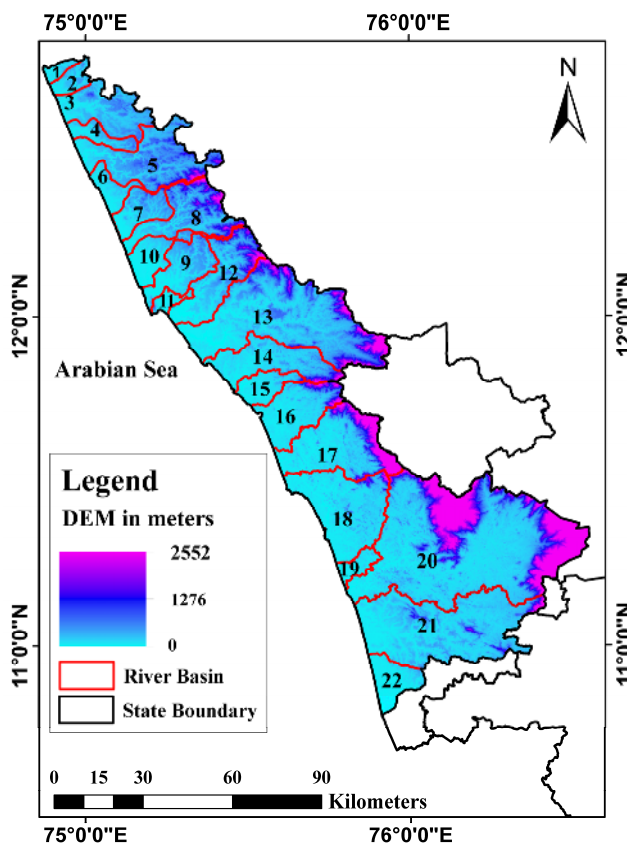 75°0'0"E 76°0'0"E
N
1
2
3
4
5
6
7
8
9
10
11
12
13
14
15
16
17
18
19
20
21
22
12°0'0"N 12°0'0"N
Arabian Sea
Legend
DEM in meters
2552
1276
0
River Basin
State Boundary
11°0'0"N 11°0'0"N
0 15 30 60 90
Kilometers
75°0'0"E 76°0'0"E